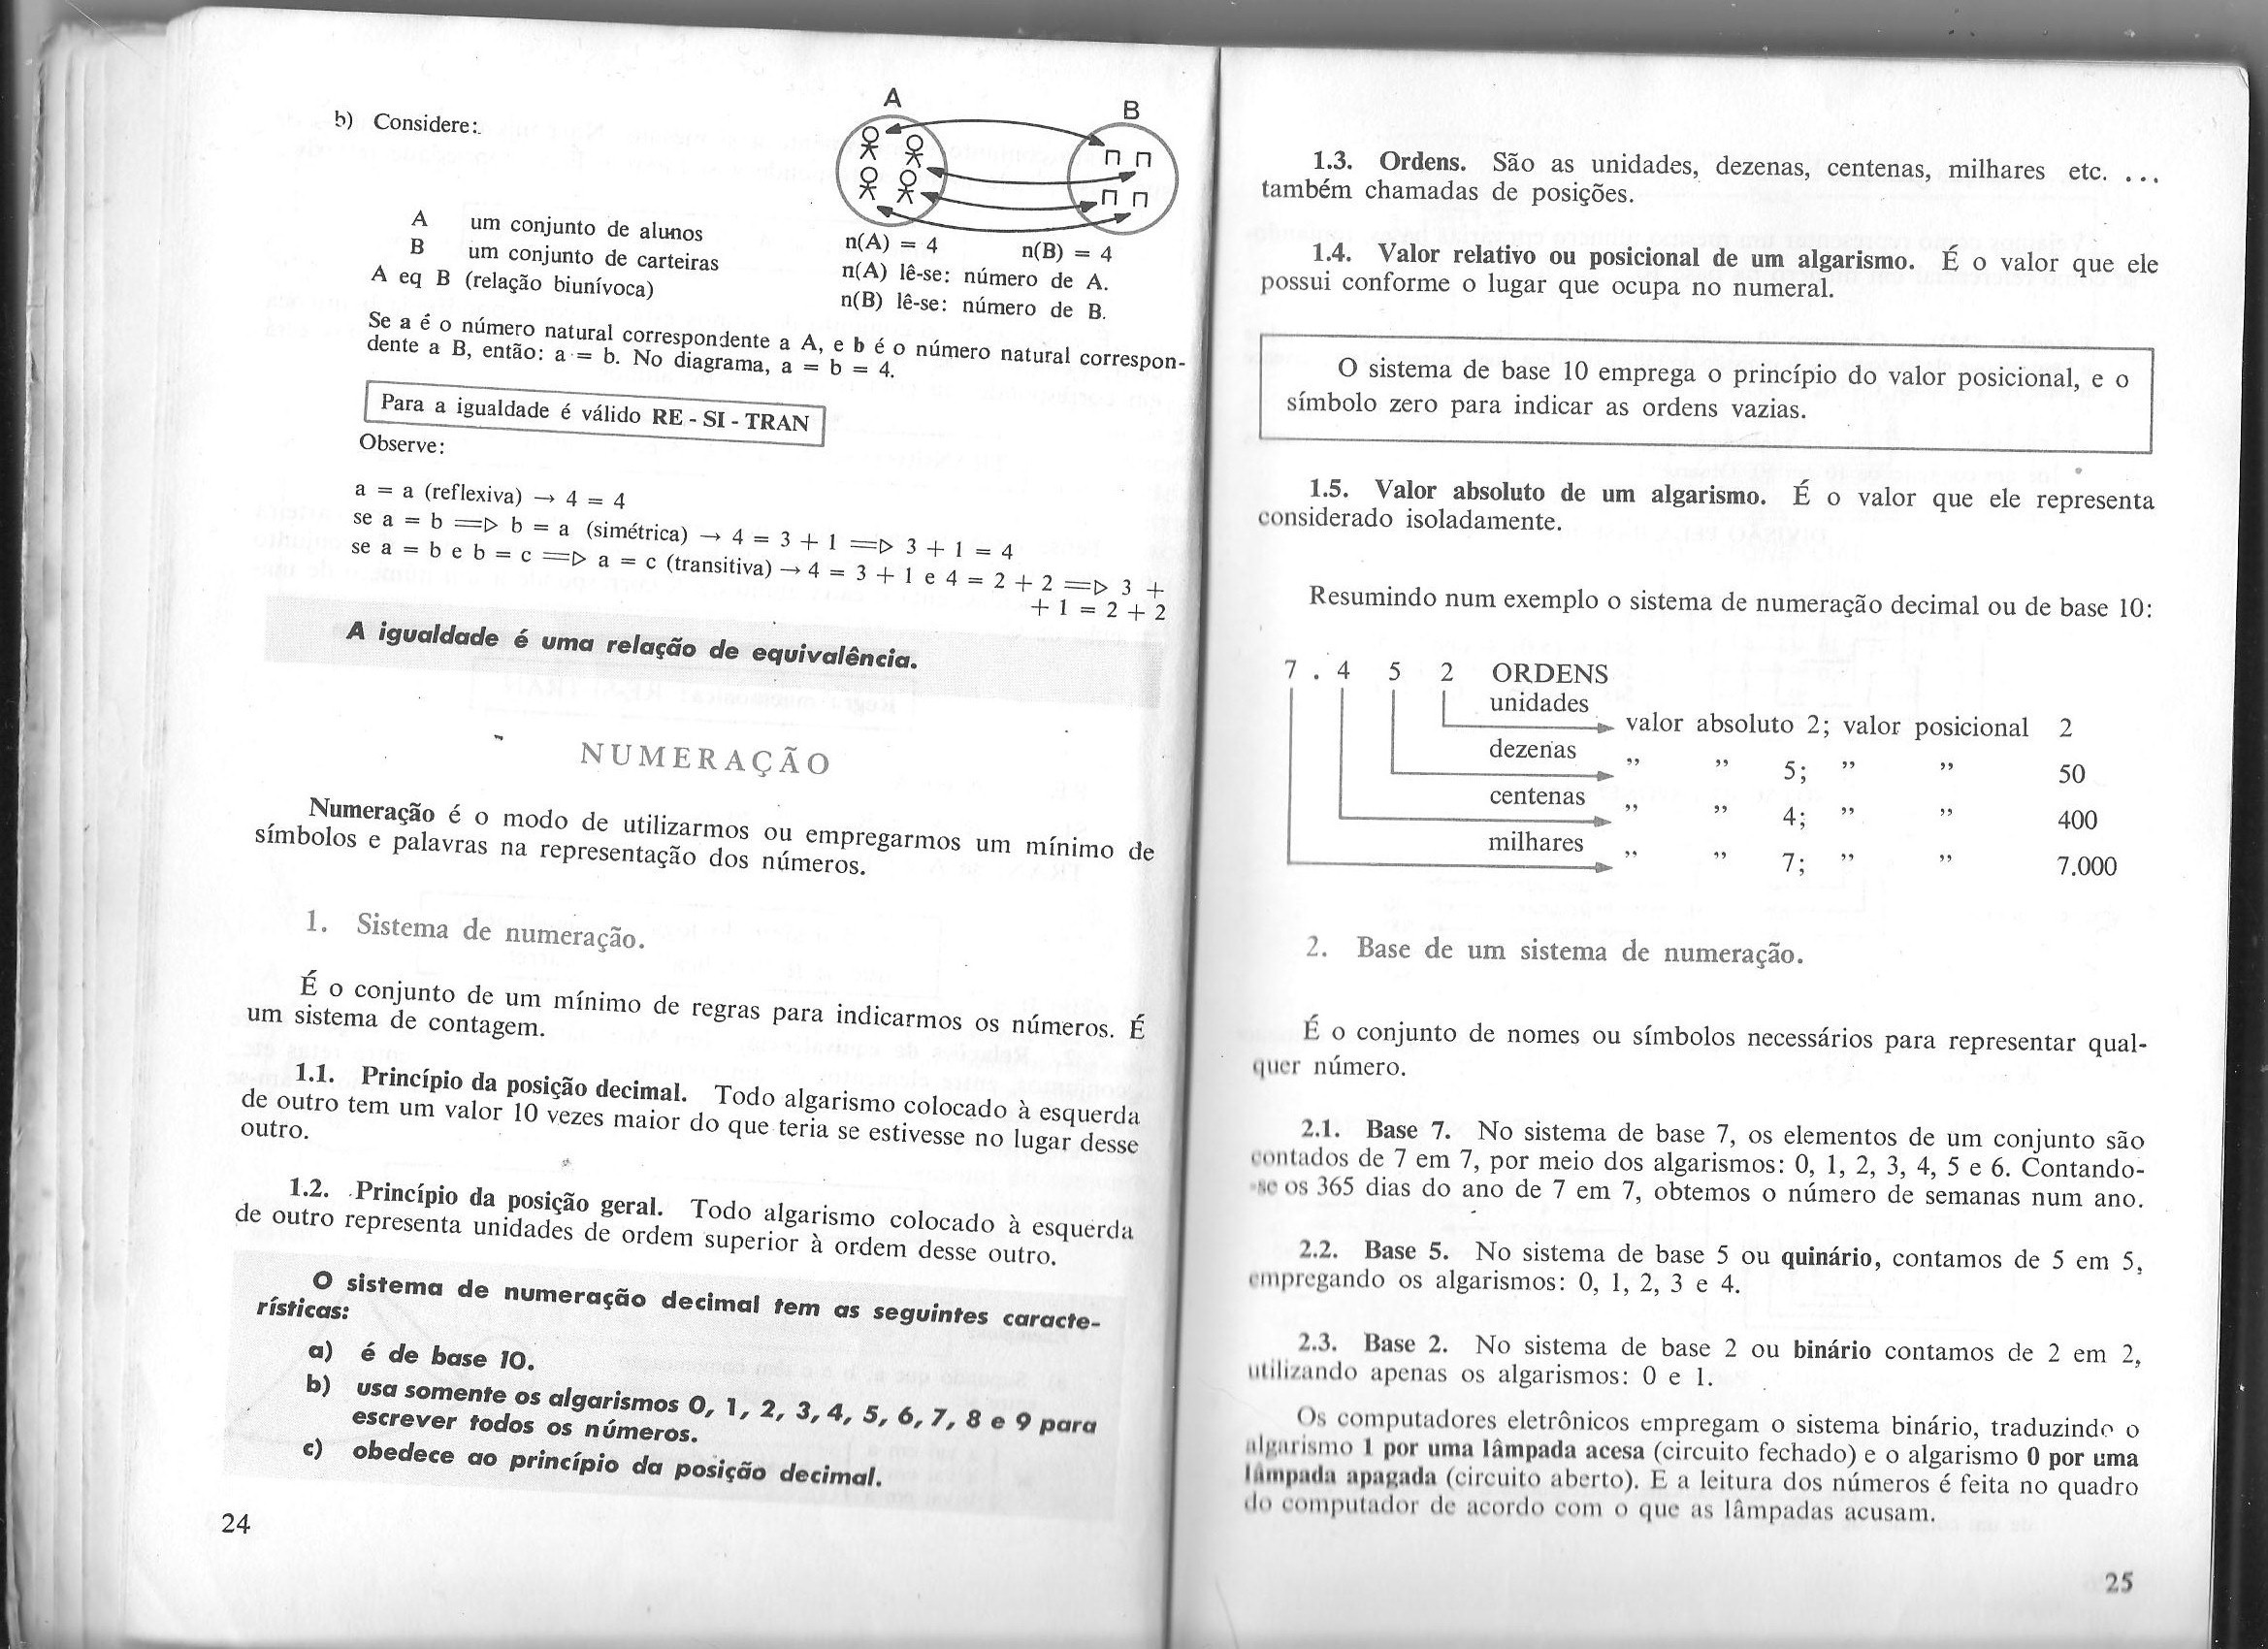 b) Considere:
A
B
A um conjunto de alunos
B um conjunto de carteiras
A eq B (relação biunívoca)
n(A) = 4 n(B) = 4
n(A) lê-se: número de A.
n(B) lê-se: número de B.
Se a é o número natural correspondente a A, e b é o número natural correspon-
dente a B, então: a = b. No diagrama, a = b = 4.
Para a igualdade é válido RE - SI - TRAN
Observe:
a = a (reflexiva) → 4 = 4
se a = b ⟹ b = a (simétrica) → 4 = 3 + 1 ⟹ 3 + 1 = 4
se a = b e b = c ⟹ a = c (transitiva) → 4 = 3 + 1 e 4 = 2 + 2 ⟹ 3 +
+ 1 = 2 + 2
A igualdade é uma relação de equivalência.
NUMERAÇÃO
Numeração é o modo de utilizarmos ou empregarmos um mínimo de
símbolos e palavras na representação dos números.
1. Sistema de numeração.
É o conjunto de um mínimo de regras para indicarmos os números. É
um sistema de contagem.
1.1. Princípio da posição decimal. Todo algarismo colocado à esquerda
de outro tem um valor 10 vezes maior do que teria se estivesse no lugar desse
outro.
1.2. Princípio da posição geral. Todo algarismo colocado à esquerda
de outro representa unidades de ordem superior à ordem desse outro.
O sistema de numeração decimal tem as seguintes caracte-
rísticas:
a) é de base 10.
b) usa somente os algarismos 0, 1, 2, 3, 4, 5, 6, 7, 8 e 9 para
escrever todos os números.
c) obedece ao princípio da posição decimal.
24
1.3. Ordens. São as unidades, dezenas, centenas, milhares etc. ...
também chamadas de posições.
1.4. Valor relativo ou posicional de um algarismo. É o valor que ele
possui conforme o lugar que ocupa no numeral.
O sistema de base 10 emprega o princípio do valor posicional, e o
símbolo zero para indicar as ordens vazias.
1.5. Valor absoluto de um algarismo. É o valor que ele representa
considerado isoladamente.
Resumindo num exemplo o sistema de numeração decimal ou de base 10:
7 . 4 5 2 ORDENS
unidades
valor absoluto 2; valor posicional 2
dezenas
” ” 5; ” ” 50
centenas
” ” 4; ” ” 400
milhares
” ” 7; ” ” 7.000
2. Base de um sistema de numeração.
É o conjunto de nomes ou símbolos necessários para representar qual-
quer número.
2.1. Base 7. No sistema de base 7, os elementos de um conjunto são
contados de 7 em 7, por meio dos algarismos: 0, 1, 2, 3, 4, 5 e 6. Contando-
-se os 365 dias do ano de 7 em 7, obtemos o número de semanas num ano.
2.2. Base 5. No sistema de base 5 ou quinário, contamos de 5 em 5,
empregando os algarismos: 0, 1, 2, 3 e 4.
2.3. Base 2. No sistema de base 2 ou binário contamos de 2 em 2,
utilizando apenas os algarismos: 0 e 1.
Os computadores eletrônicos empregam o sistema binário, traduzindo o
algarismo 1 por uma lâmpada acesa (circuito fechado) e o algarismo 0 por uma
lâmpada apagada (circuito aberto). E a leitura dos números é feita no quadro
do computador de acordo com o que as lâmpadas acusam.
25